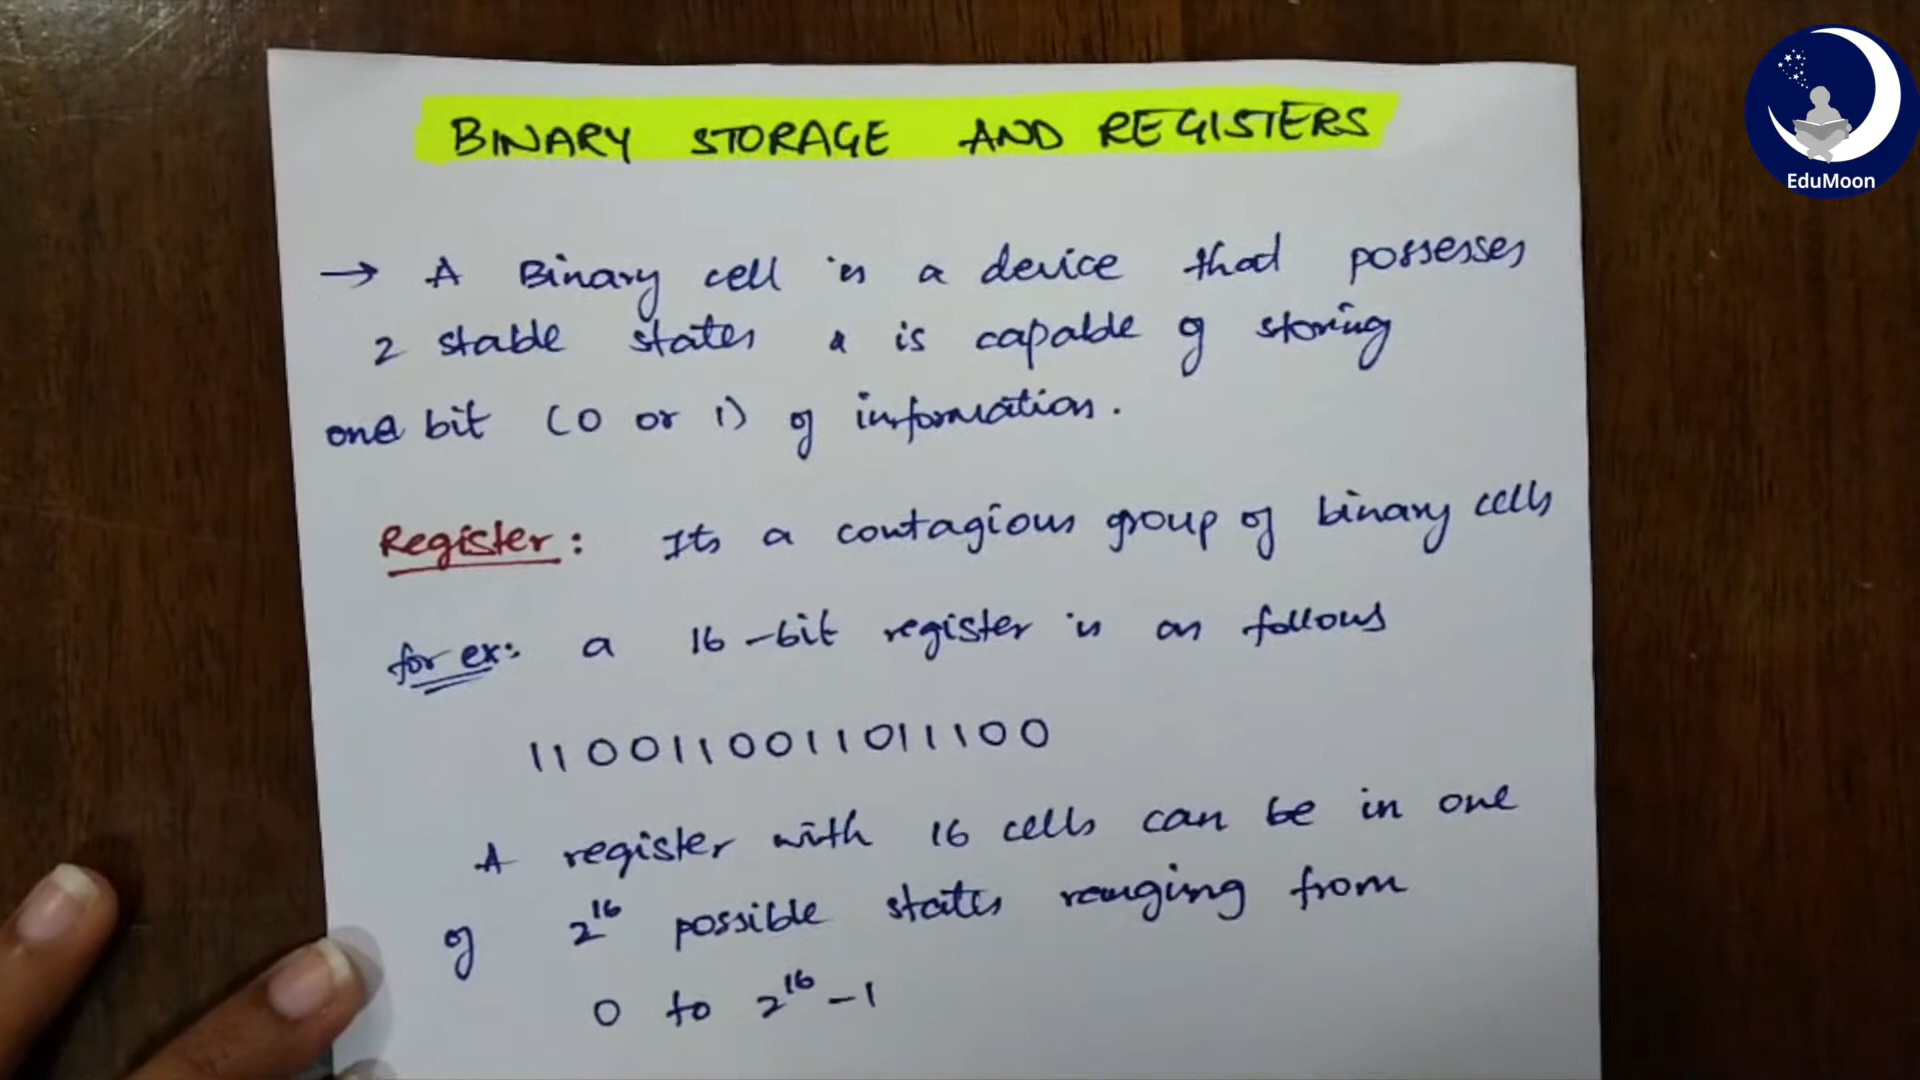 BINARY STORAGE AND REGISTERS
EduMoon
→ A Binary cell is a device that possesses
2 stable states & is capable of storing
one bit (0 or 1) of information.
Register: Its a contagious group of binary cells
for ex: a 16-bit register is as follows
1100110011011100
A register with 16 cells can be in one
of 2^16 possible states ranging from
0 to 2^16 - 1